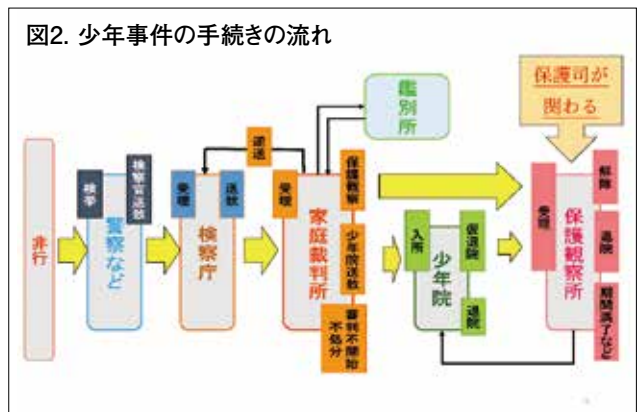 図2. 少年事件の手続きの流れ
保護司が
関わる
鑑別所
逆送
非行
検挙
検察官送致
警察など
受理
送致
検察庁
受理
保護観察
家庭裁判所
少年院送致
審判不開始
不処分
入所
仮退院
少年院
退院
受理
解除
保護観察所
退院
期間満了など